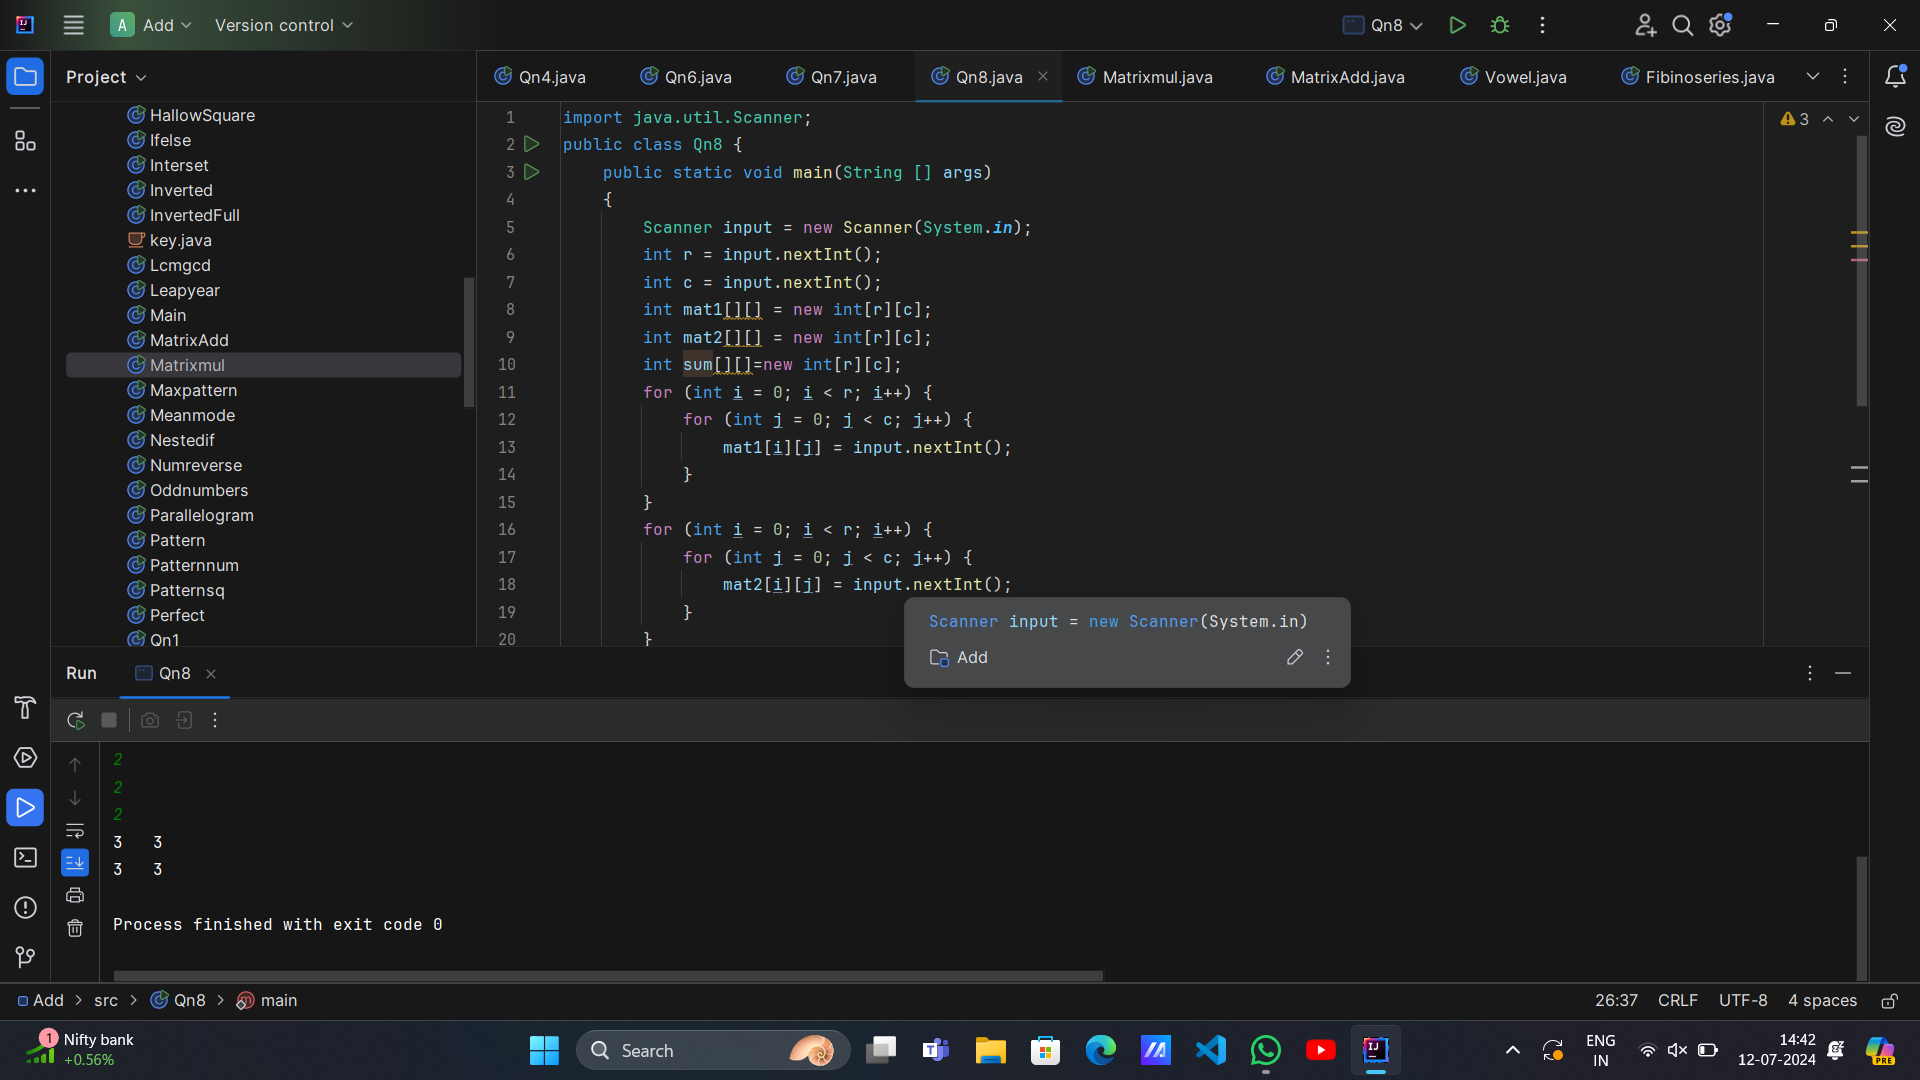 A Add Version control Qn8
Project
Qn4.java Qn6.java Qn7.java Qn8.java Matrixmul.java MatrixAdd.java Vowel.java Fibinoseries.java
HallowSquare
Ifelse
Interset
Inverted
InvertedFull
key.java
Lcmgcd
Leapyear
Main
MatrixAdd
Matrixmul
Maxpattern
Meanmode
Nestedif
Numreverse
Oddnumbers
Parallelogram
Pattern
Patternnum
Patternsq
Perfect
Qn1
1 import java.util.Scanner;
2 public class Qn8 {
3 public static void main(String [] args)
4 {
5 Scanner input = new Scanner(System.in);
6 int r = input.nextInt();
7 int c = input.nextInt();
8 int mat1[][] = new int[r][c];
9 int mat2[][] = new int[r][c];
10 int sum[][]=new int[r][c];
11 for (int i = 0; i < r; i++) {
12 for (int j = 0; j < c; j++) {
13 mat1[i][j] = input.nextInt();
14 }
15 }
16 for (int i = 0; i < r; i++) {
17 for (int j = 0; j < c; j++) {
18 mat2[i][j] = input.nextInt();
19 }
20 }
3
Scanner input = new Scanner(System.in)
Add
Run Qn8
2
2
2
3 3
3 3
Process finished with exit code 0
Add > src > Qn8 > main
26:37 CRLF UTF-8 4 spaces
1 Nifty bank
+0.56%
Search
ENG
IN
14:42
12-07-2024
PRE